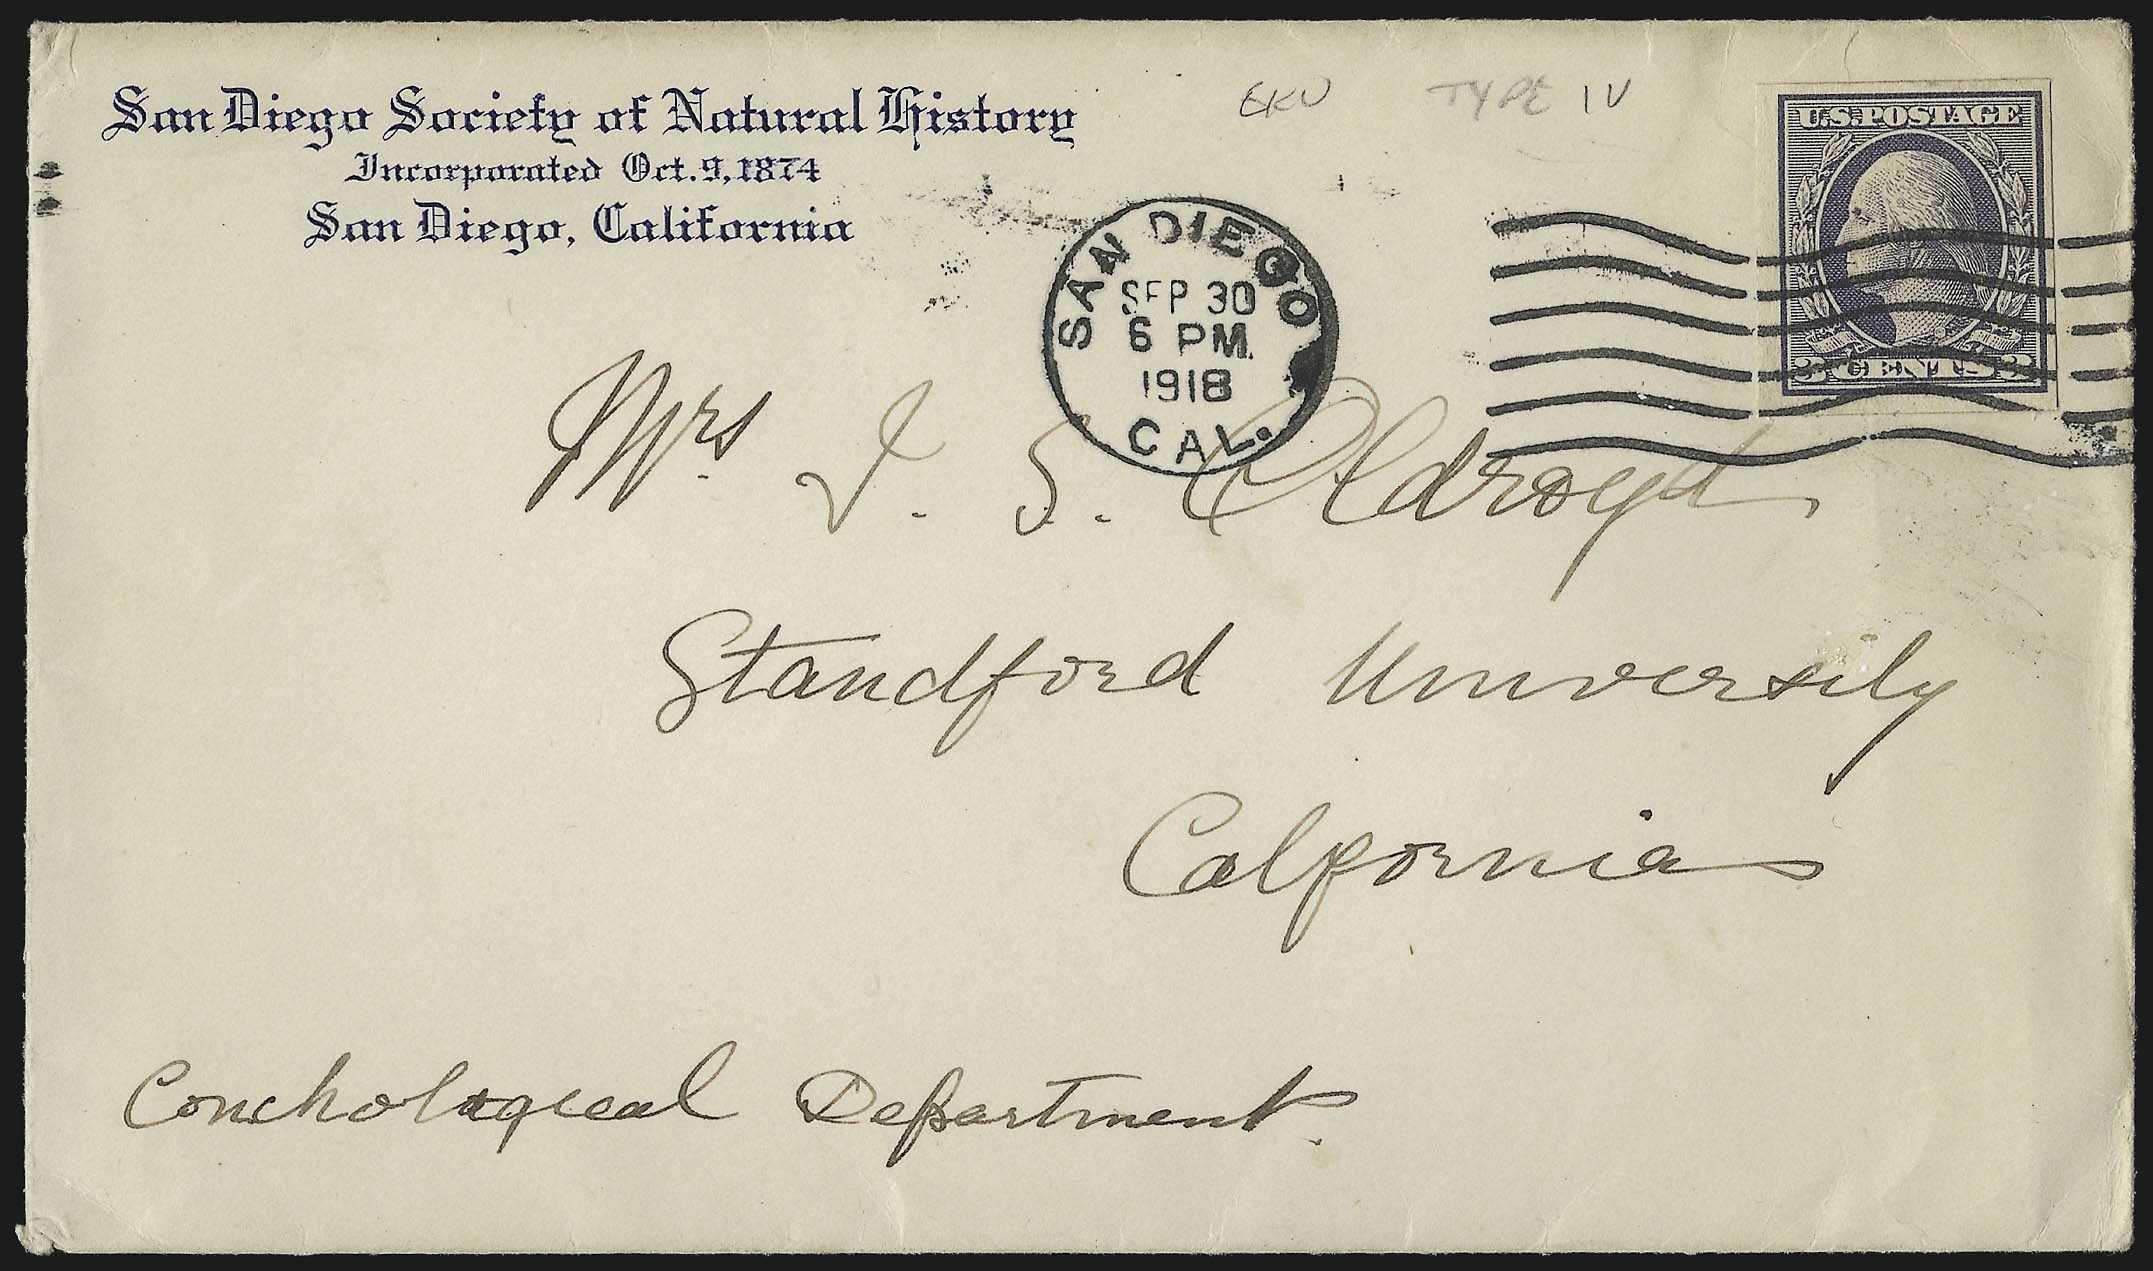 San Diego Society of Natural History
Incorporated Oct. 9, 1874
San Diego, California
EKU TYPE IV
U.S. POSTAGE
3 CENTS 3
SAN DIEGO
SEP 30
6 PM.
1918
CAL.
Mrs. I. S. Oldroyd
Standford University
Calfornia
Conchological Department.